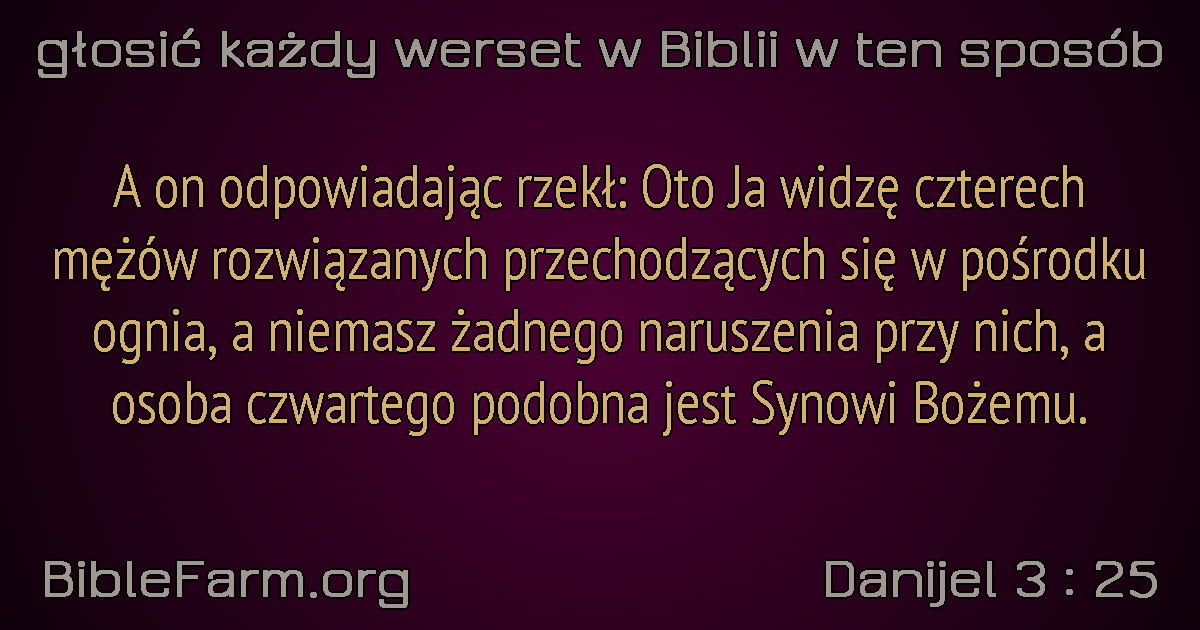 głosić każdy werset w Biblii w ten sposób
A on odpowiadając rzekł: Oto Ja widzę czterech
mężów rozwiązanych przechodzących się w pośrodku
ognia, a niemasz żadnego naruszenia przy nich, a
osoba czwartego podobna jest Synowi Bożemu.
BibleFarm.org
Danijel 3 : 25